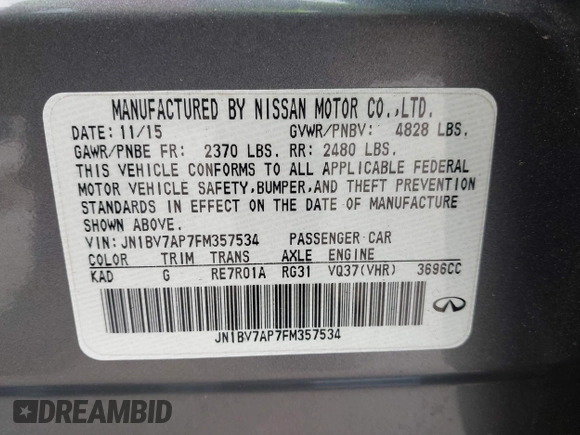 MANUFACTURED BY NISSAN MOTOR CO.,LTD.
DATE: 11/15 GVWR/PNBV: 4828 LBS.
GAWR/PNBE FR: 2370 LBS. RR: 2480 LBS.
THIS VEHICLE CONFORMS TO ALL APPLICABLE FEDERAL
MOTOR VEHICLE SAFETY, BUMPER, AND THEFT PREVENTION
STANDARDS IN EFFECT ON THE DATE OF MANUFACTURE
SHOWN ABOVE.
VIN: JN1BV7AP7FM357534 PASSENGER CAR
COLOR TRIM TRANS AXLE ENGINE
KAD G RE7R01A RG31 VQ37(VHR) 3696CC
JN1BV7AP7FM357534
INFINITI
DREAMBID